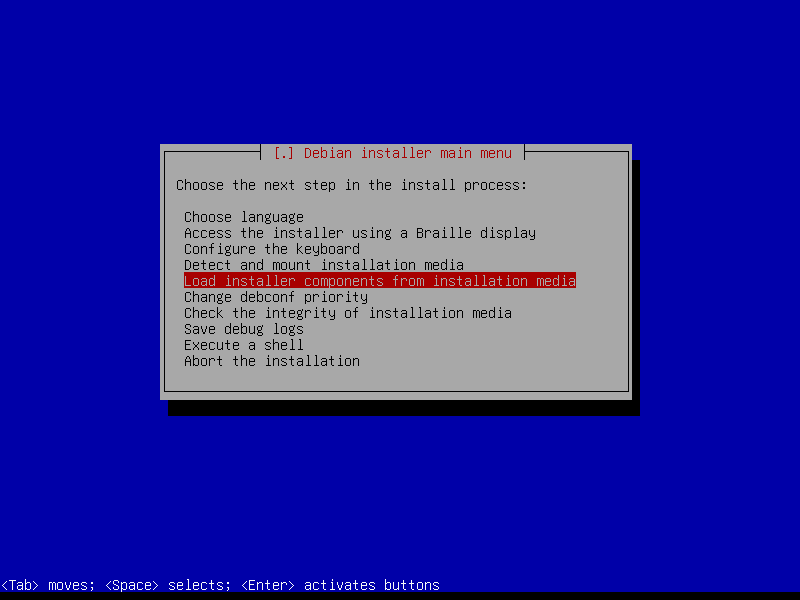 [.] Debian installer main menu
Choose the next step in the install process:
Choose language
Access the installer using a Braille display
Configure the keyboard
Detect and mount installation media
Load installer components from installation media
Change debconf priority
Check the integrity of installation media
Save debug logs
Execute a shell
Abort the installation
<Tab> moves; <Space> selects; <Enter> activates buttons